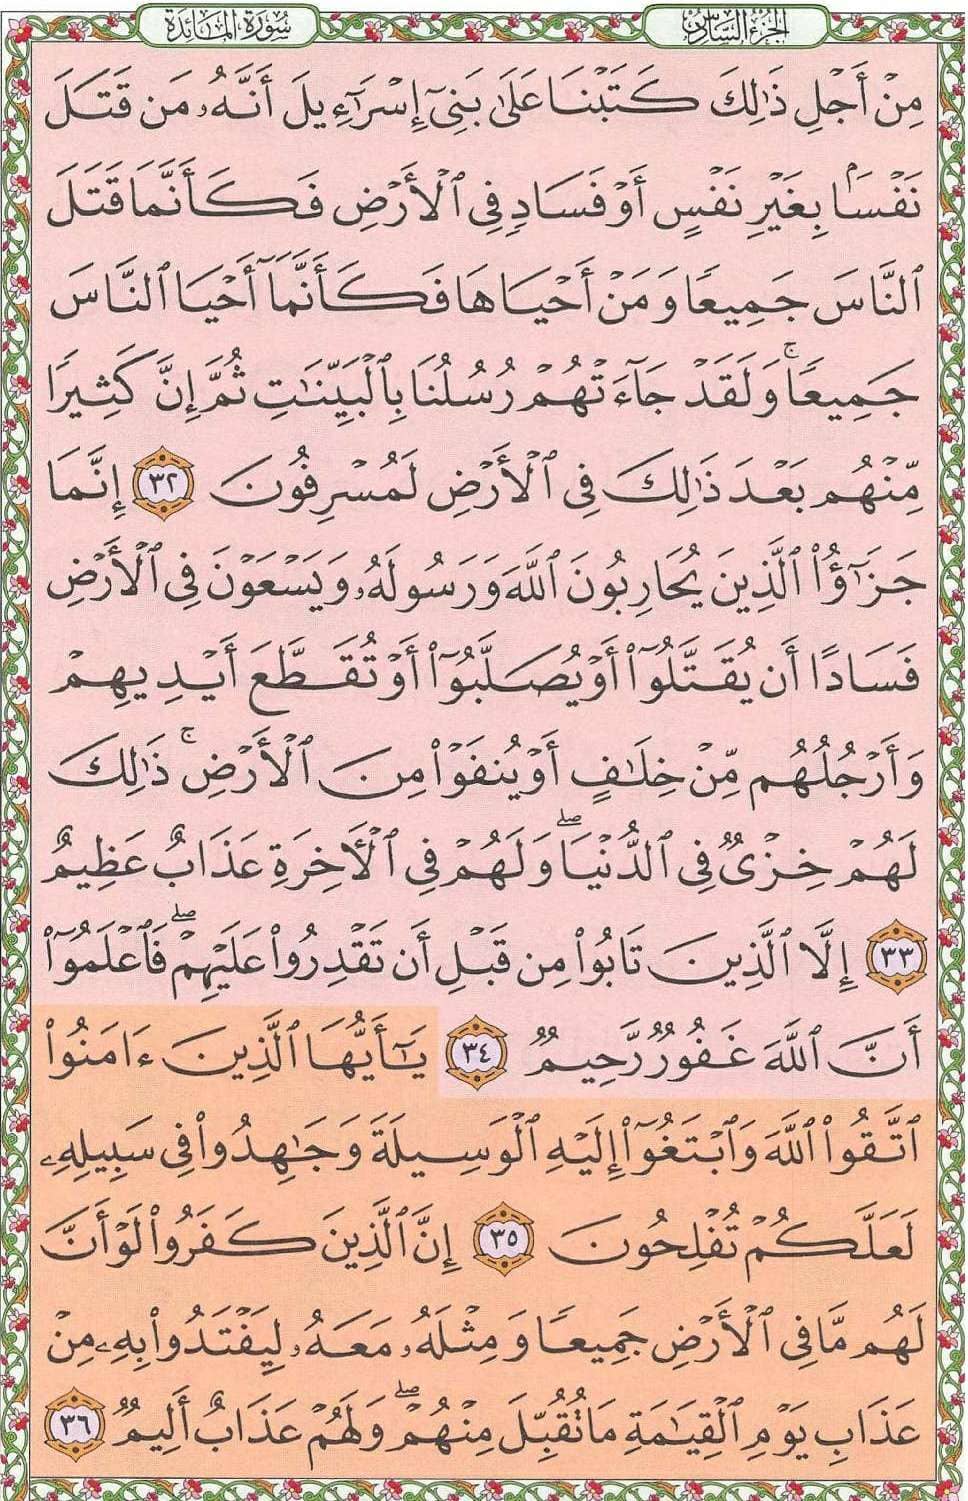 الجزء السادس
سورة المائدة
مِنْ أَجْلِ ذَٰلِكَ كَتَبْنَا عَلَىٰ بَنِىٓ إِسْرَٰٓءِيلَ أَنَّهُۥ مَن قَتَلَ
نَفْسًۢا بِغَيْرِ نَفْسٍ أَوْ فَسَادٍ فِى ٱلْأَرْضِ فَكَأَنَّمَا قَتَلَ
ٱلنَّاسَ جَمِيعًا وَمَنْ أَحْيَاهَا فَكَأَنَّمَآ أَحْيَا ٱلنَّاسَ
جَمِيعًا ۚ وَلَقَدْ جَآءَتْهُمْ رُسُلُنَا بِٱلْبَيِّنَٰتِ ثُمَّ إِنَّ كَثِيرًا
مِّنْهُم بَعْدَ ذَٰلِكَ فِى ٱلْأَرْضِ لَمُسْرِفُونَ ٣٢ إِنَّمَا
جَزَٰٓؤُا۟ ٱلَّذِينَ يُحَارِبُونَ ٱللَّهَ وَرَسُولَهُۥ وَيَسْعَوْنَ فِى ٱلْأَرْضِ
فَسَادًا أَن يُقَتَّلُوٓا۟ أَوْ يُصَلَّبُوٓا۟ أَوْ تُقَطَّعَ أَيْدِيهِمْ
وَأَرْجُلُهُم مِّنْ خِلَٰفٍ أَوْ يُنفَوْا۟ مِنَ ٱلْأَرْضِ ۚ ذَٰلِكَ
لَهُمْ خِزْىٌ فِى ٱلدُّنْيَا ۖ وَلَهُمْ فِى ٱلْـَٔاخِرَةِ عَذَابٌ عَظِيمٌ
٣٣ إِلَّا ٱلَّذِينَ تَابُوا۟ مِن قَبْلِ أَن تَقْدِرُوا۟ عَلَيْهِمْ ۖ فَٱعْلَمُوٓا۟
أَنَّ ٱللَّهَ غَفُورٌ رَّحِيمٌ ٣٤ يَٰٓأَيُّهَا ٱلَّذِينَ ءَامَنُوا۟
ٱتَّقُوا۟ ٱللَّهَ وَٱبْتَغُوٓا۟ إِلَيْهِ ٱلْوَسِيلَةَ وَجَٰهِدُوا۟ فِى سَبِيلِهِۦ
لَعَلَّكُمْ تُفْلِحُونَ ٣٥ إِنَّ ٱلَّذِينَ كَفَرُوا۟ لَوْ أَنَّ
لَهُم مَّا فِى ٱلْأَرْضِ جَمِيعًا وَمِثْلَهُۥ مَعَهُۥ لِيَفْتَدُوا۟ بِهِۦ مِنْ
عَذَابِ يَوْمِ ٱلْقِيَٰمَةِ مَا تُقُبِّلَ مِنْهُمْ ۖ وَلَهُمْ عَذَابٌ أَلِيمٌ ٣٦